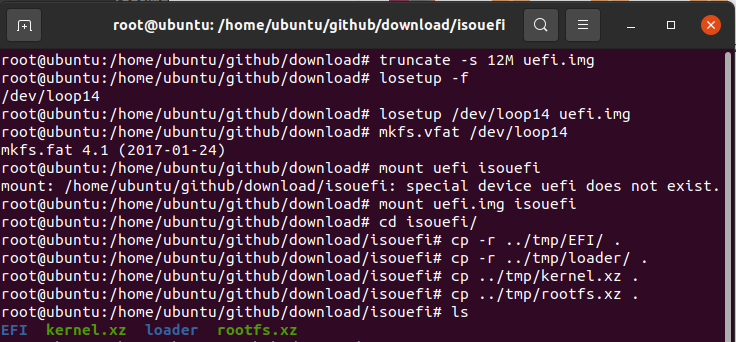 root@ubuntu: /home/ubuntu/github/download/isouefi
root@ubuntu:/home/ubuntu/github/download# truncate -s 12M uefi.img
root@ubuntu:/home/ubuntu/github/download# losetup -f
/dev/loop14
root@ubuntu:/home/ubuntu/github/download# losetup /dev/loop14 uefi.img
root@ubuntu:/home/ubuntu/github/download# mkfs.vfat /dev/loop14
mkfs.fat 4.1 (2017-01-24)
root@ubuntu:/home/ubuntu/github/download# mount uefi isouefi
mount: /home/ubuntu/github/download/isouefi: special device uefi does not exist.
root@ubuntu:/home/ubuntu/github/download# mount uefi.img isouefi
root@ubuntu:/home/ubuntu/github/download# cd isouefi/
root@ubuntu:/home/ubuntu/github/download/isouefi# cp -r ../tmp/EFI/ .
root@ubuntu:/home/ubuntu/github/download/isouefi# cp -r ../tmp/loader/ .
root@ubuntu:/home/ubuntu/github/download/isouefi# cp ../tmp/kernel.xz .
root@ubuntu:/home/ubuntu/github/download/isouefi# cp ../tmp/rootfs.xz .
root@ubuntu:/home/ubuntu/github/download/isouefi# ls
EFI  kernel.xz  loader  rootfs.xz